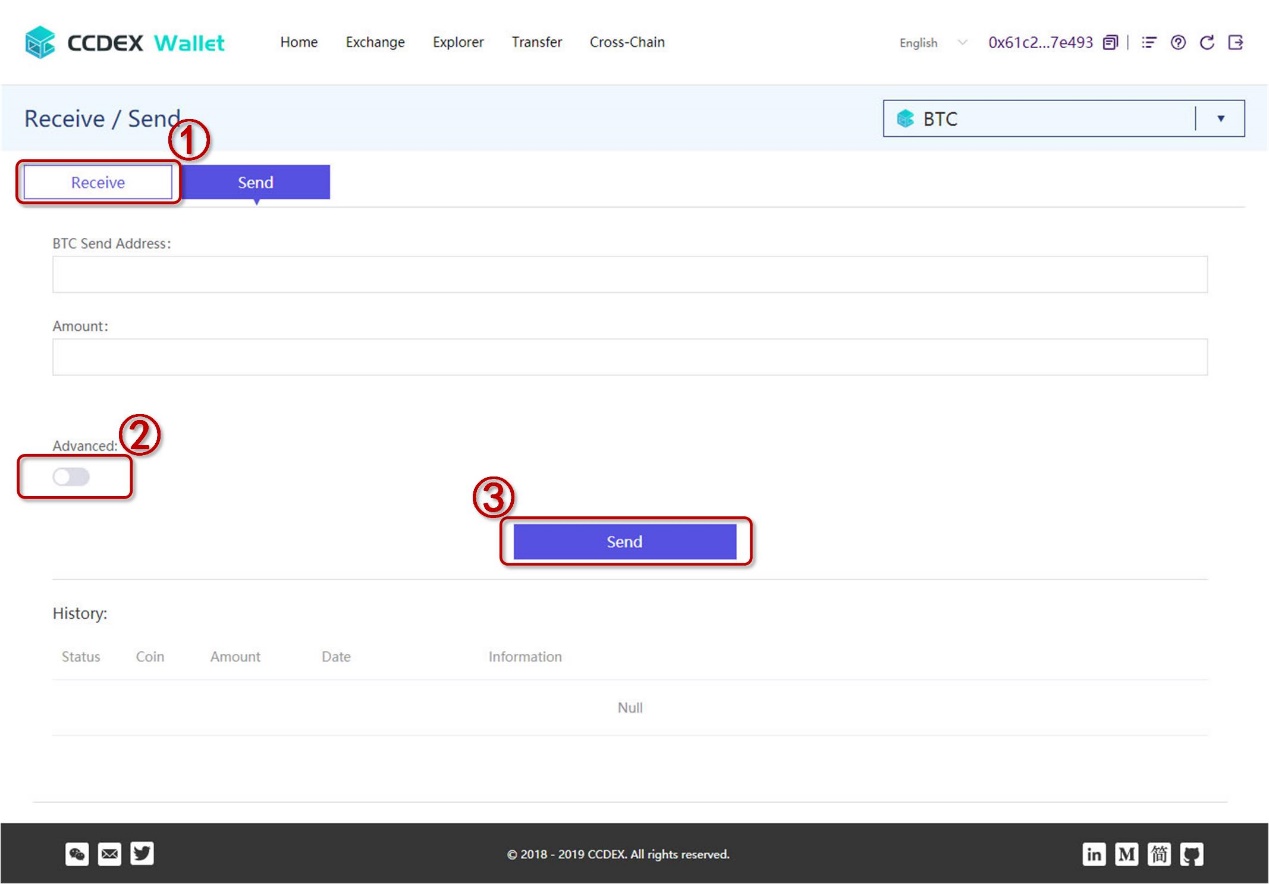 CCDEX Wallet Home Exchange Explorer Transfer Cross-Chain English 0x61c2...7e493
Receive / Send BTC
①
Receive Send
BTC Send Address:
Amount:
②
Advanced:
③
Send
History:
Status Coin Amount Date Information
Null
© 2018 - 2019 CCDEX. All rights reserved. in M 简